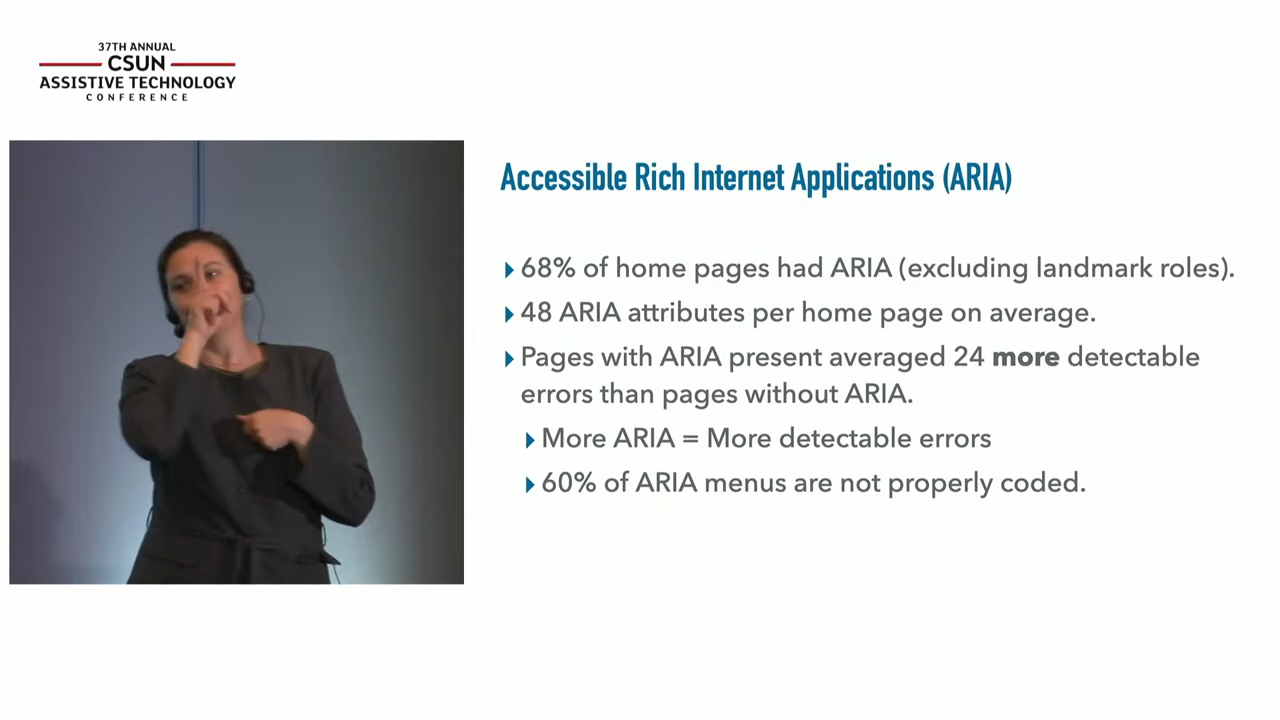 37TH ANNUAL
CSUN
ASSISTIVE TECHNOLOGY
CONFERENCE
Accessible Rich Internet Applications (ARIA)
68% of home pages had ARIA (excluding landmark roles).
48 ARIA attributes per home page on average.
Pages with ARIA present averaged 24 more detectable
errors than pages without ARIA.
More ARIA = More detectable errors
60% of ARIA menus are not properly coded.